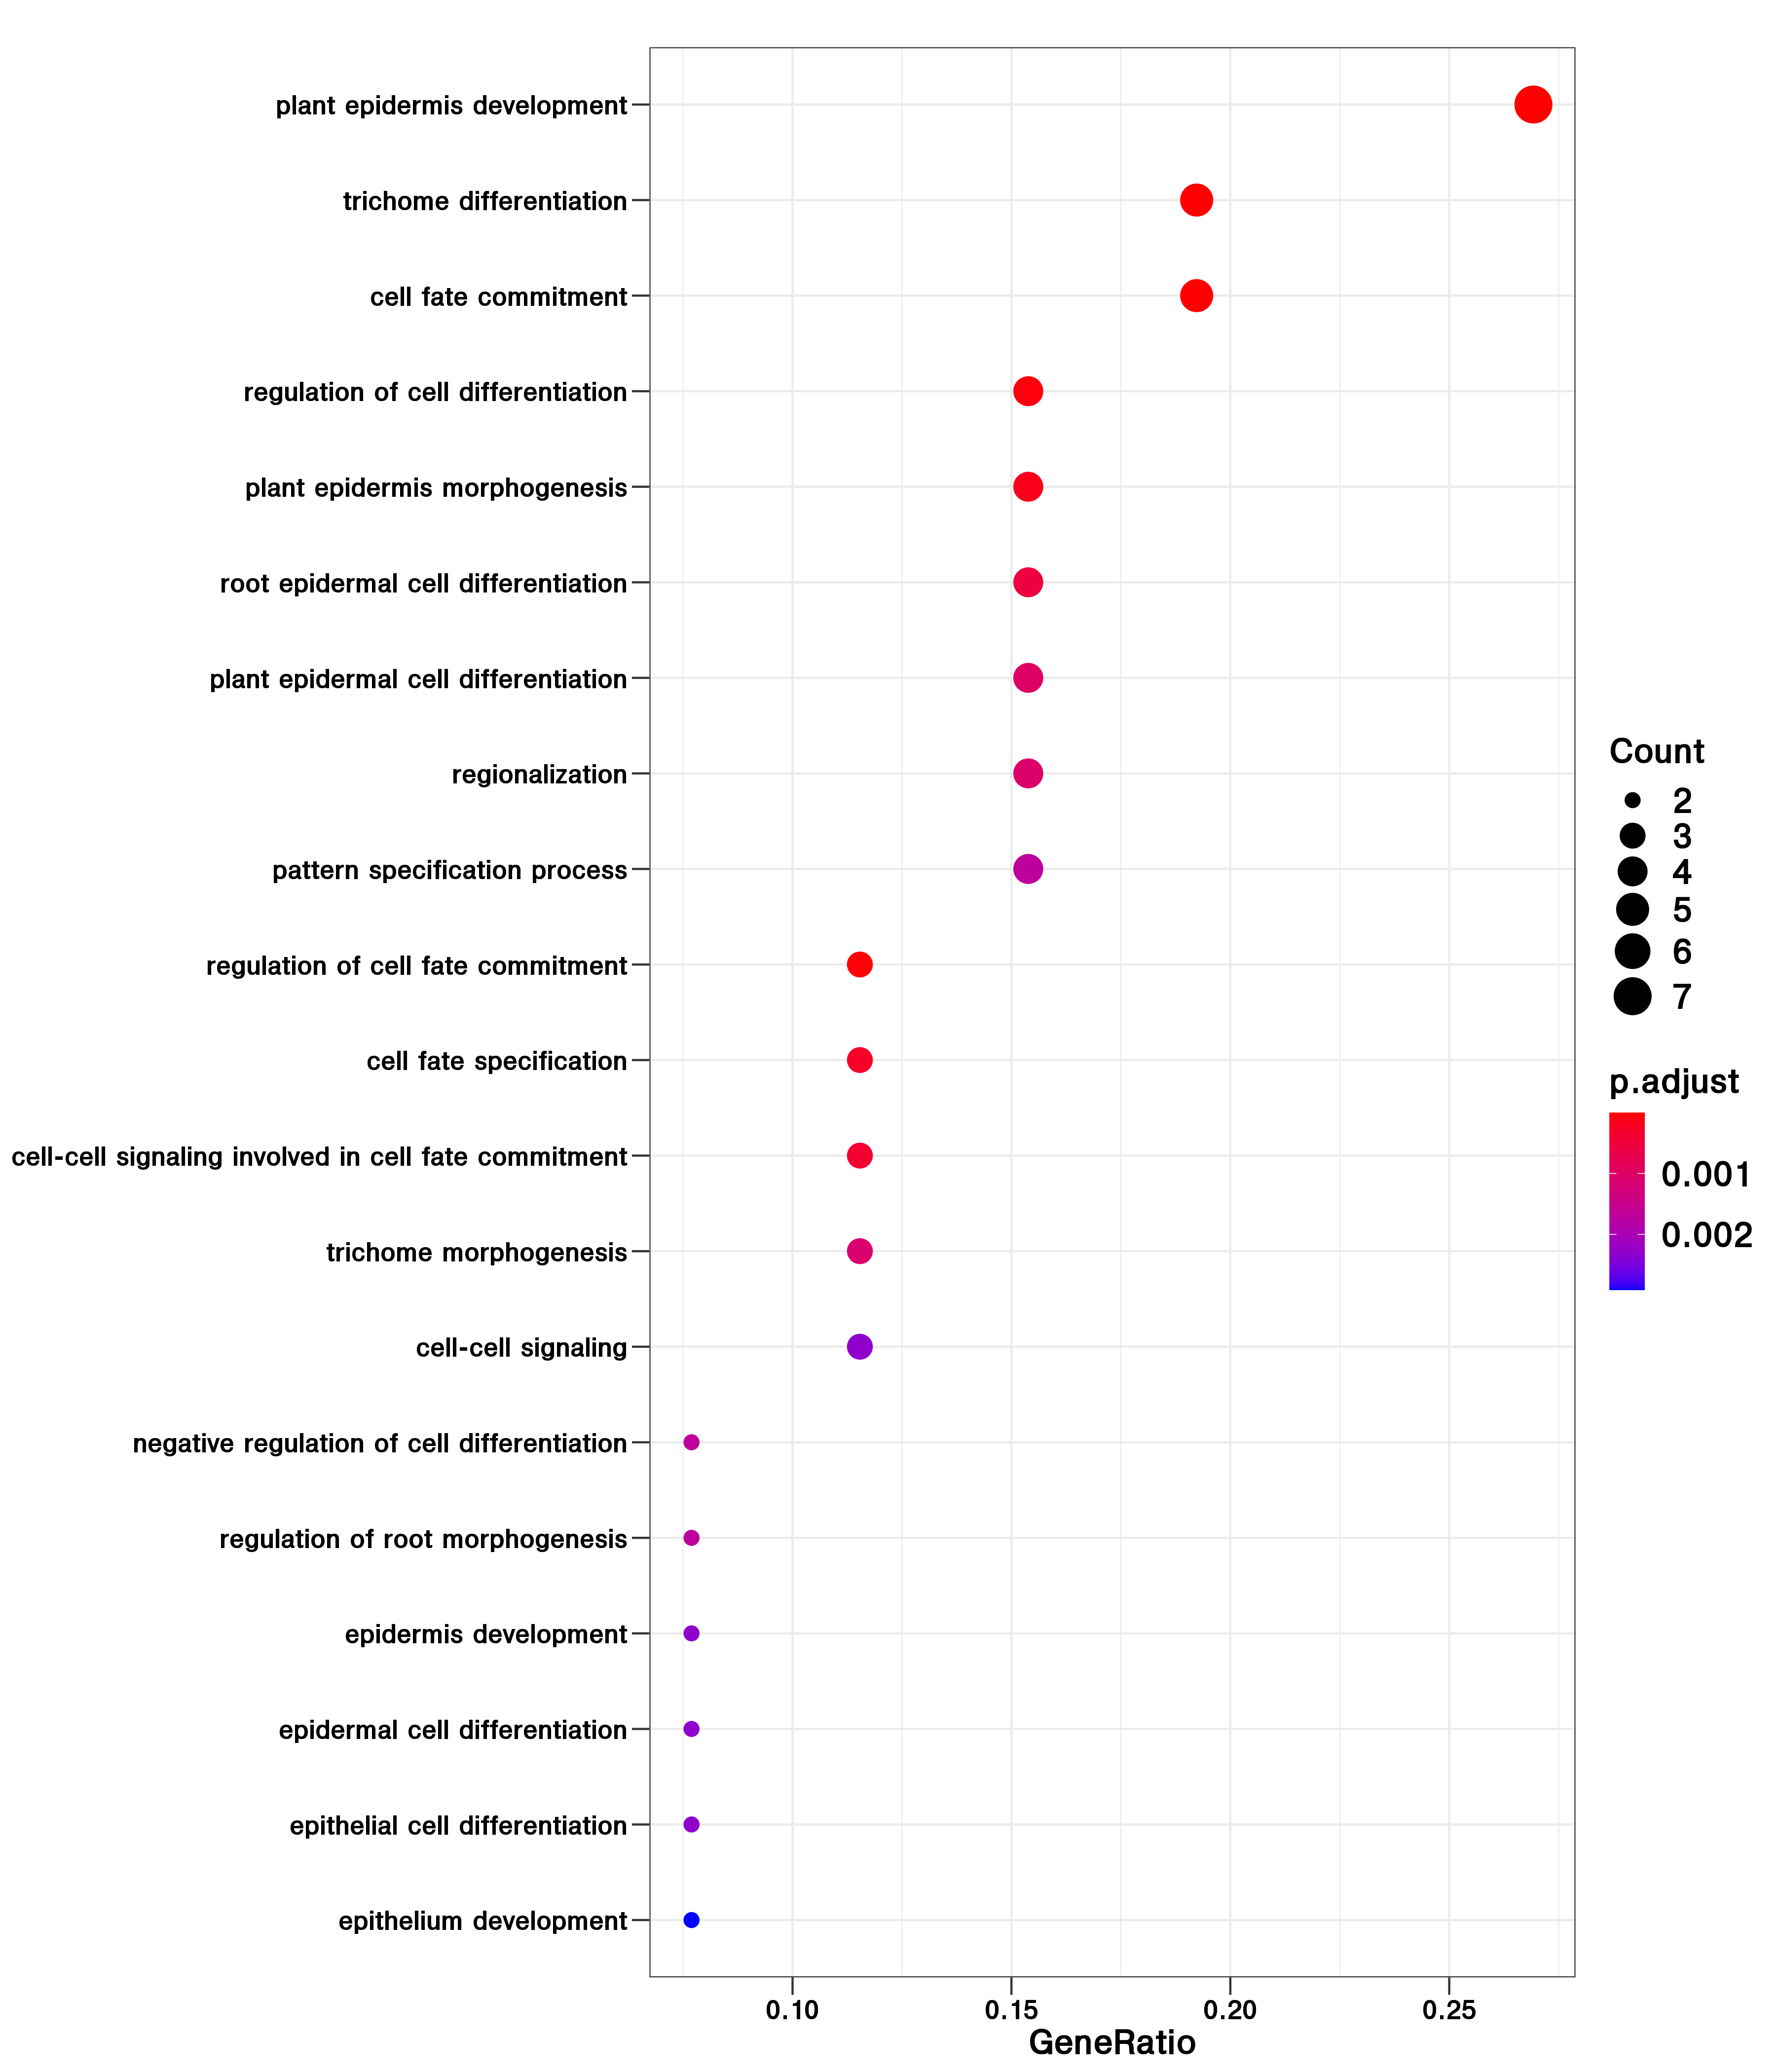 plant epidermis development
trichome differentiation
cell fate commitment
regulation of cell differentiation
plant epidermis morphogenesis
root epidermal cell differentiation
plant epidermal cell differentiation
regionalization
pattern specification process
regulation of cell fate commitment
cell fate specification
cell-cell signaling involved in cell fate commitment
trichome morphogenesis
cell-cell signaling
negative regulation of cell differentiation
regulation of root morphogenesis
epidermis development
epidermal cell differentiation
epithelial cell differentiation
epithelium development
0.10 0.15 0.20 0.25
GeneRatio
Count
2
3
4
5
6
7
p.adjust
0.001
0.002